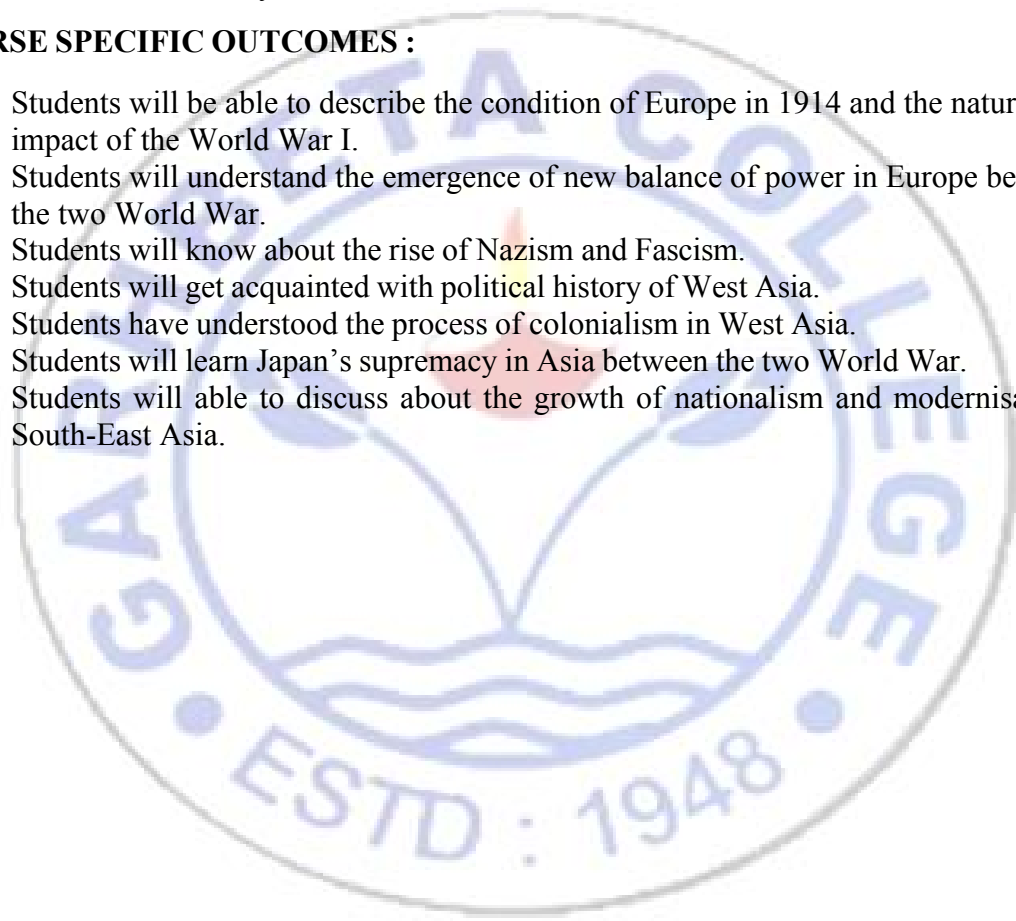 RSE SPECIFIC OUTCOMES :
Students will be able to describe the condition of Europe in 1914 and the natur
impact of the World War I.
Students will understand the emergence of new balance of power in Europe be
the two World War.
Students will know about the rise of Nazism and Fascism.
Students will get acquainted with political history of West Asia.
Students have understood the process of colonialism in West Asia.
Students will learn Japan’s supremacy in Asia between the two World War.
Students will able to discuss about the growth of nationalism and modernisa
South-East Asia.
GARHBETA COLLEGE
ESTD : 1948